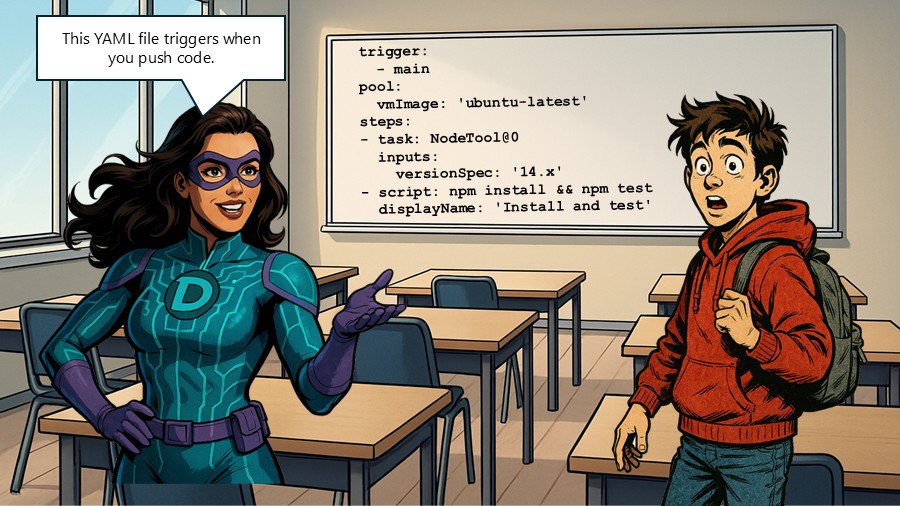 This YAML file triggers when
you push code.
trigger:
  - main
pool:
  vmImage: 'ubuntu-latest'
steps:
- task: NodeTool@0
  inputs:
    versionSpec: '14.x'
- script: npm install && npm test
  displayName: 'Install and test'
D